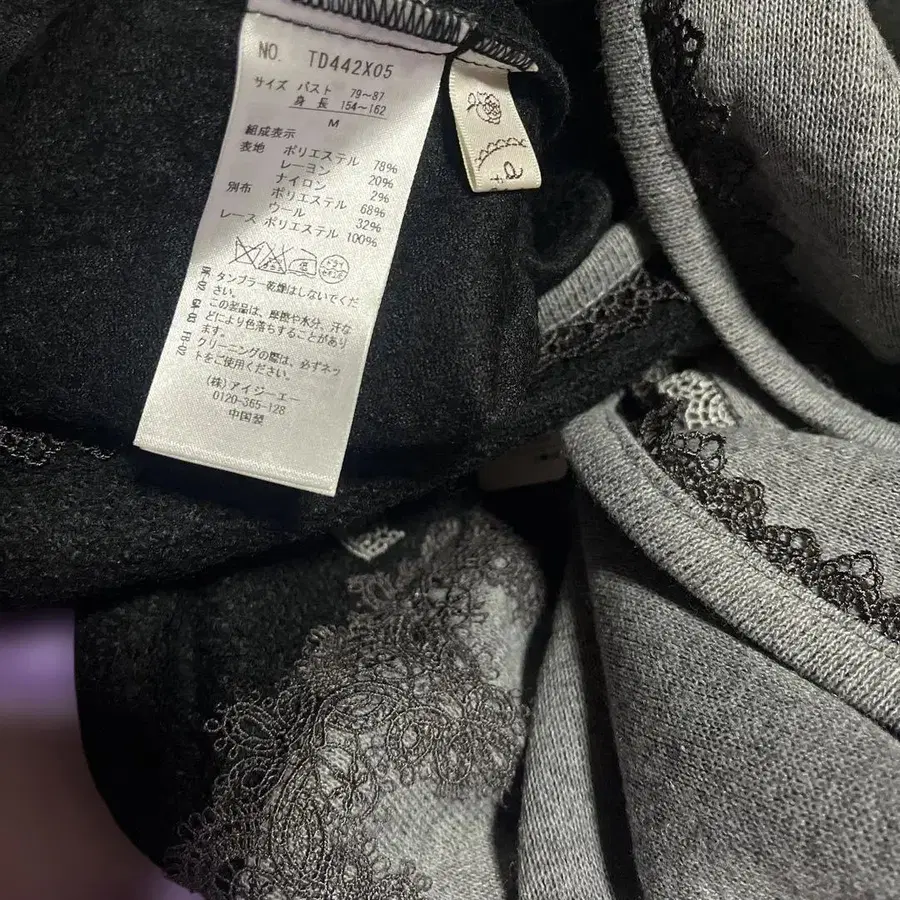 NO. TD442X05
サイズ バスト 79~87
身長 154~162
M
組成表示
表地 ポリエステル 78%
レーヨン 20%
ナイロン 2%
別布 ポリエステル 68%
ウール 32%
レース ポリエステル 100%
ドライ
タンブラー乾燥はしないでくだ
さい。
この製品は、摩擦や水分、汗な
どにより色落ちすることがあり
ます。
クリーニングの際は、必ずネッ
トをご使用ください。
(株)アイジーエー
0120-365-128
中国製